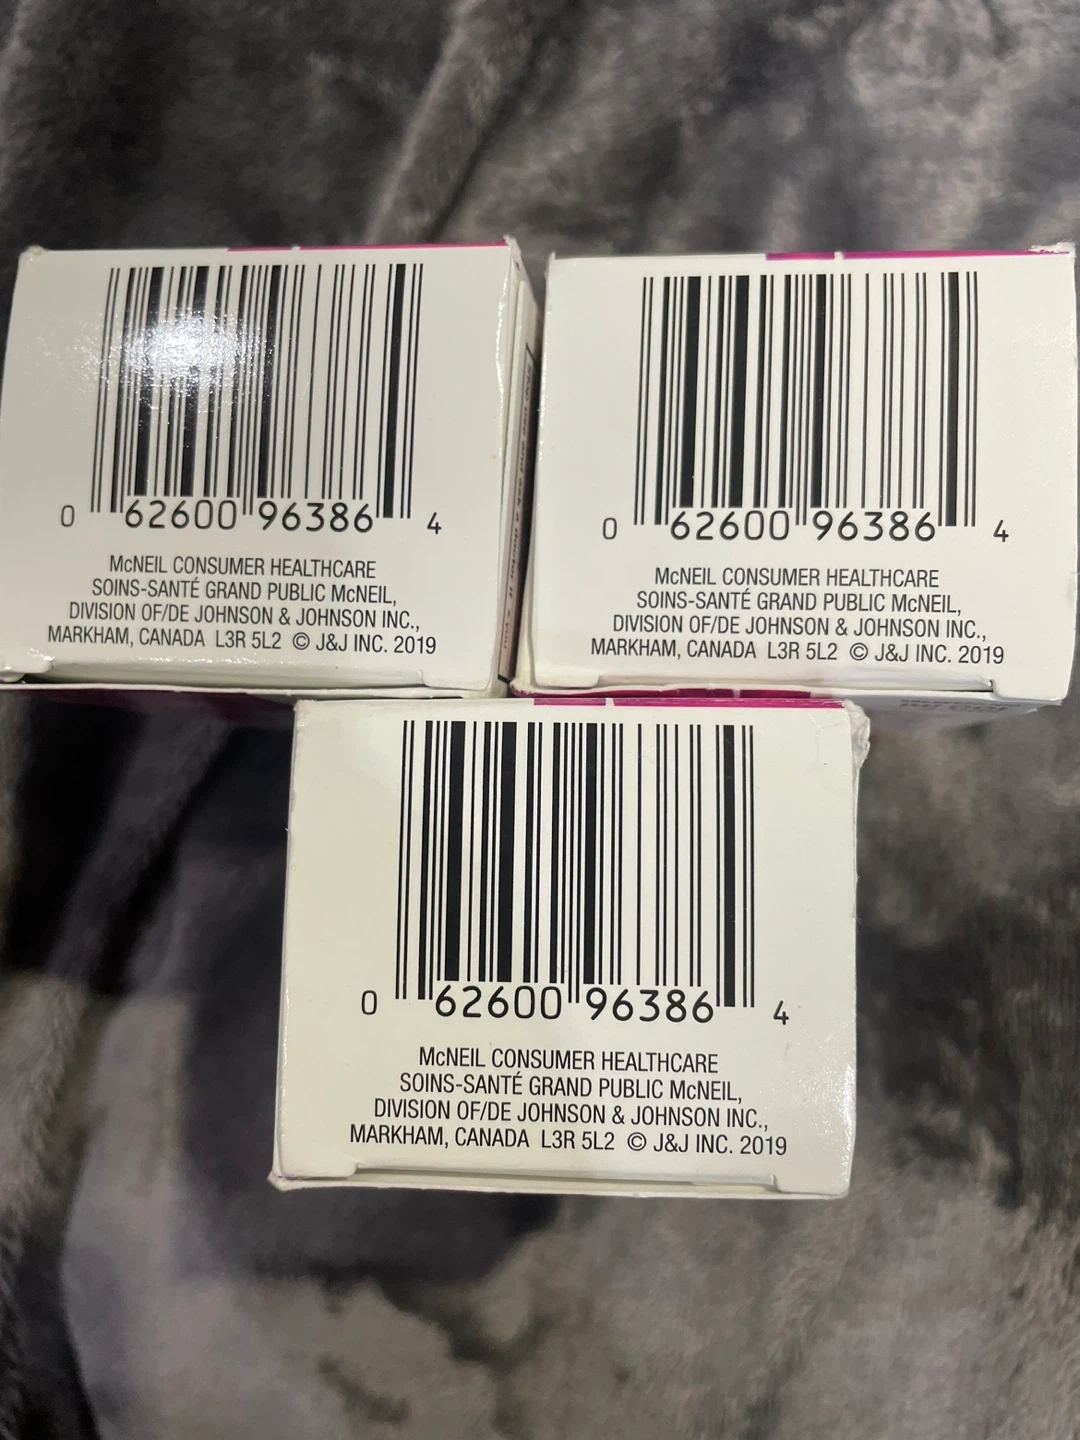 0 62600 96386 4
McNEIL CONSUMER HEALTHCARE
SOINS-SANTÉ GRAND PUBLIC McNEIL,
DIVISION OF/DE JOHNSON & JOHNSON INC.,
MARKHAM, CANADA L3R 5L2 © J&J INC. 2019
0 62600 96386 4
McNEIL CONSUMER HEALTHCARE
SOINS-SANTÉ GRAND PUBLIC McNEIL,
DIVISION OF/DE JOHNSON & JOHNSON INC.,
MARKHAM, CANADA L3R 5L2 © J&J INC. 2019
0 62600 96386 4
McNEIL CONSUMER HEALTHCARE
SOINS-SANTÉ GRAND PUBLIC McNEIL,
DIVISION OF/DE JOHNSON & JOHNSON INC.,
MARKHAM, CANADA L3R 5L2 © J&J INC. 2019